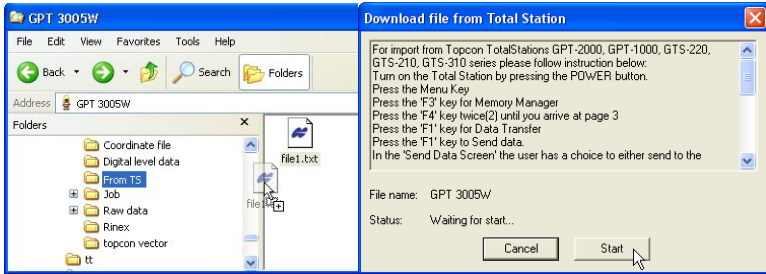 GPT 3005W
File Edit View Favorites Tools Help
Back Search Folders
Address GPT 3005W
Folders
Coordinate file
Digital level data
From TS
Job
Raw data
Rinex
topcon vector
tt
file1.txt
Download file from Total Station
For import from Topcon TotalStations GPT-2000, GPT-1000, GTS-220,
GTS-210, GTS-310 series please follow instruction below:
Turn on the Total Station by pressing the POWER button.
Press the Menu Key
Press the 'F3' key for Memory Manager
Press the 'F4' key twice(2) until you arrive at page 3
Press the 'F1' key for Data Transfer
Press the 'F1' key to Send data.
In the 'Send Data Screen' the user has a choice to either send to the
File name: GPT 3005W
Status: Waiting for start...
Cancel Start